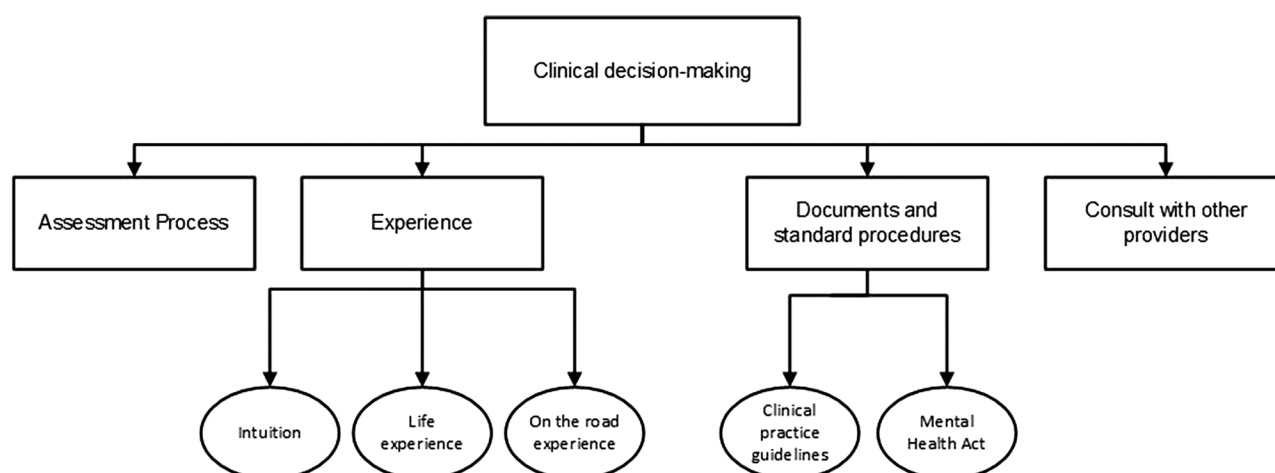 Clinical decision-making
Assessment Process
Experience
Documents and
standard procedures
Consult with other
providers
Intuition
Life
experience
On the road
experience
Clinical
practice
guidelines
Mental
Health Act